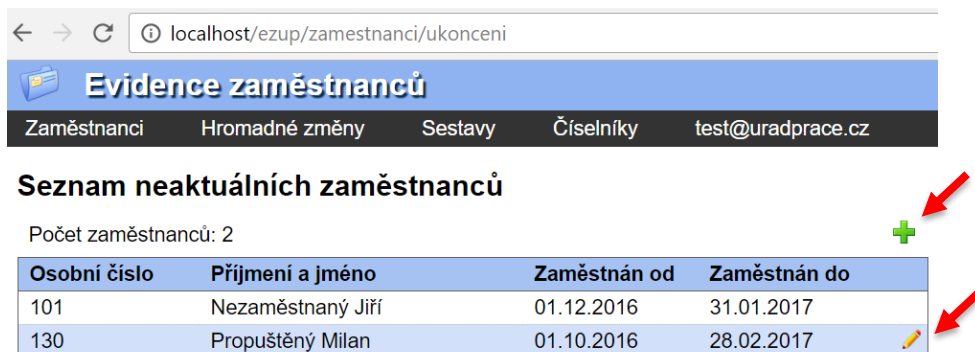 localhost/ezup/zamestnanci/ukonceni
Evidence zaměstnanců
Zaměstnanci Hromadné změny Sestavy Číselníky test@uradprace.cz
Seznam neaktuálních zaměstnanců
Počet zaměstnanců: 2
Osobní číslo Příjmení a jméno Zaměstnán od Zaměstnán do
101 Nezaměstnaný Jiří 01.12.2016 31.01.2017
130 Propuštěný Milan 01.10.2016 28.02.2017